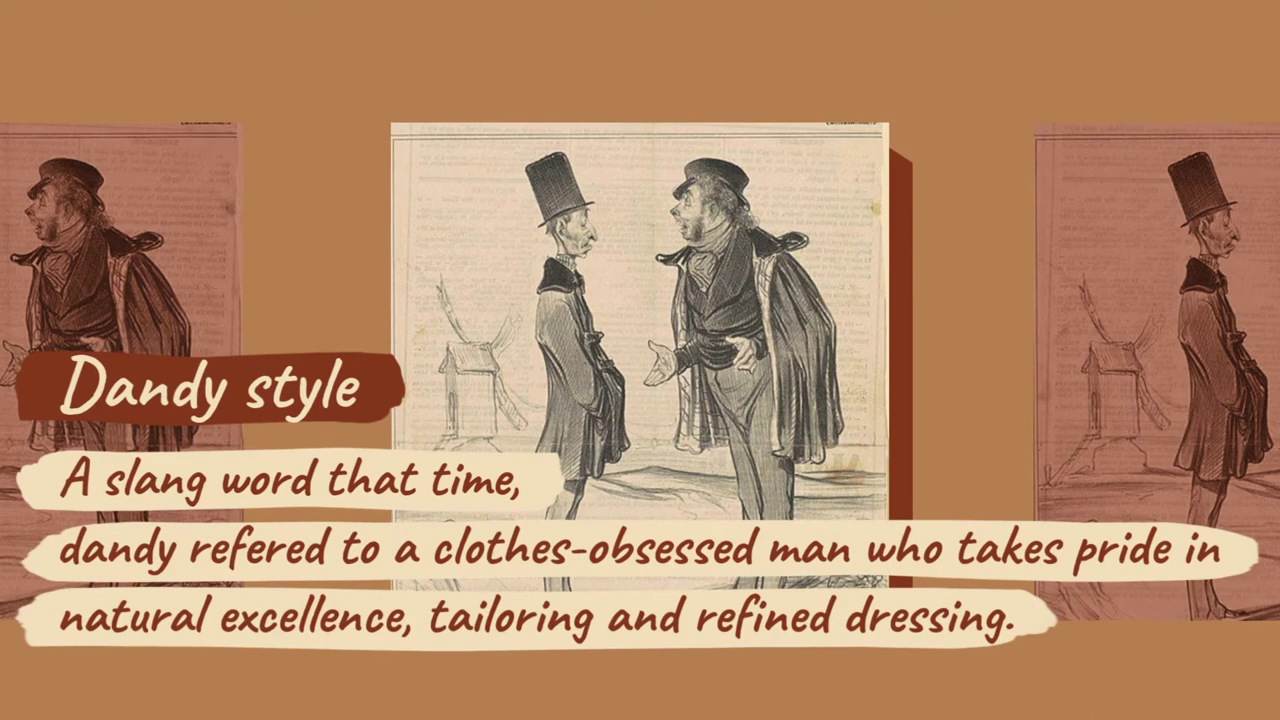 Dandy style
A slang word that time,
dandy refered to a clothes-obsessed man who takes pride in
natural excellence, tailoring and refined dressing.